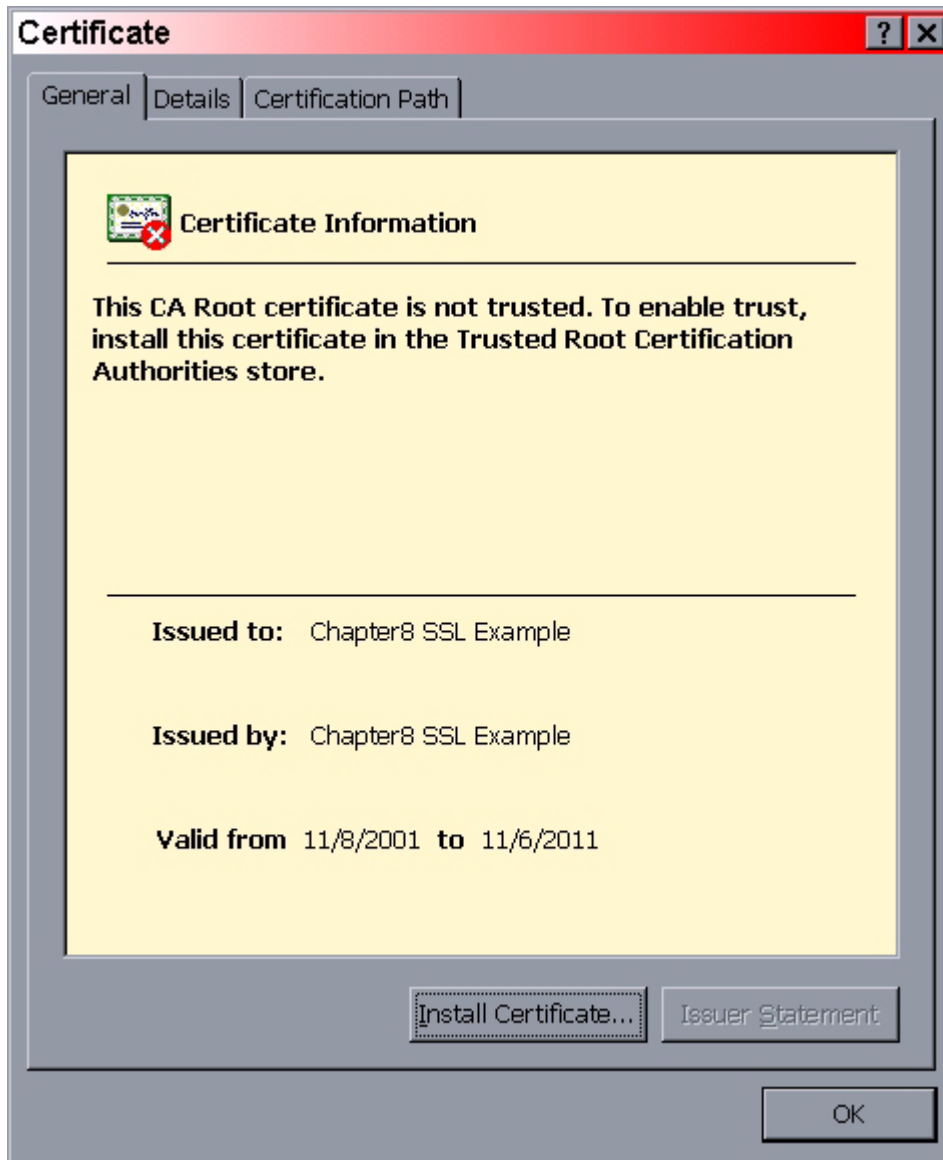 Certificate
General Details Certification Path
Certificate Information
This CA Root certificate is not trusted. To enable trust,
install this certificate in the Trusted Root Certification
Authorities store.
Issued to: Chapter8 SSL Example
Issued by: Chapter8 SSL Example
Valid from 11/8/2001 to 11/6/2011
Install Certificate... Issuer Statement
OK